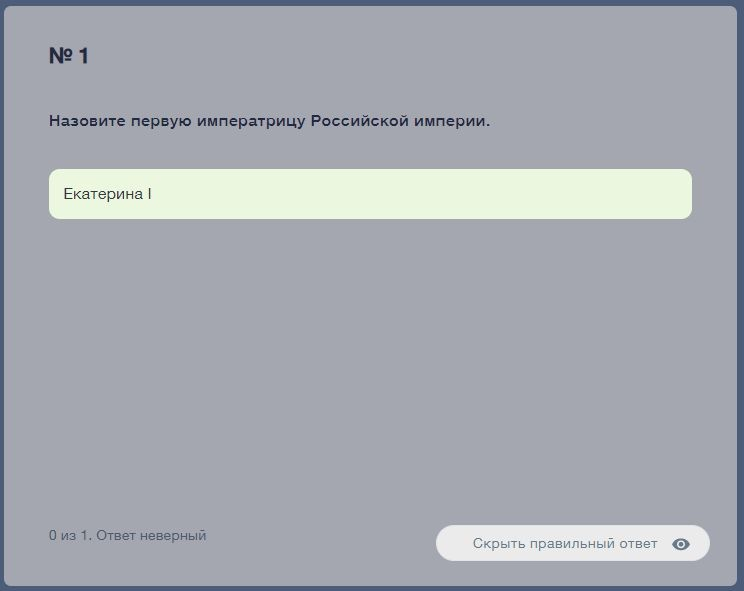 № 1
Назовите первую императрицу Российской империи.
Екатерина I
0 из 1. Ответ неверный
Скрыть правильный ответ